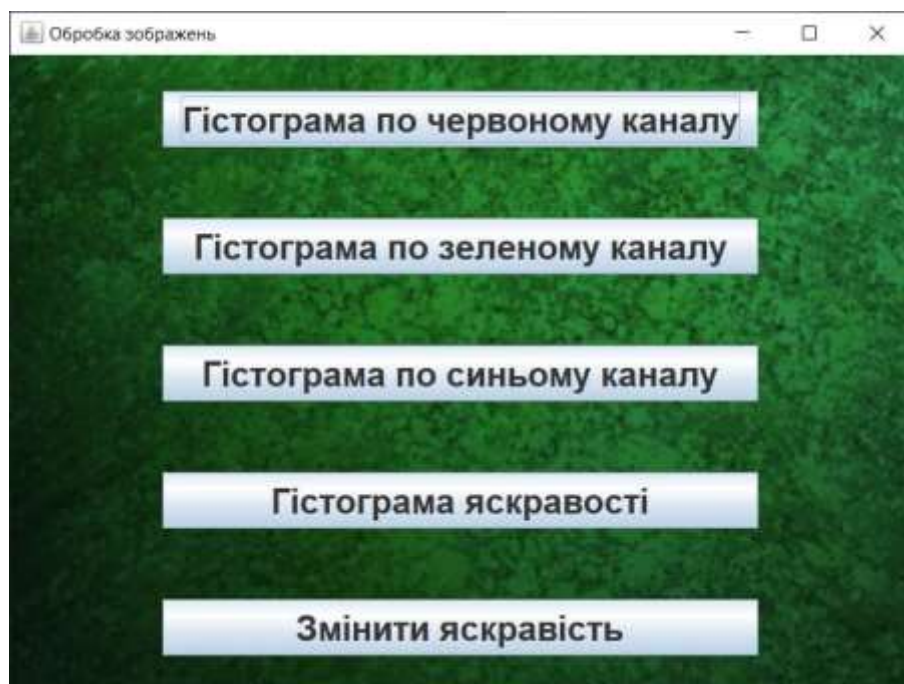 Обробка зображень
Гістограма по червоному каналу
Гістограма по зеленому каналу
Гістограма по синьому каналу
Гістограма яскравості
Змінити яскравість